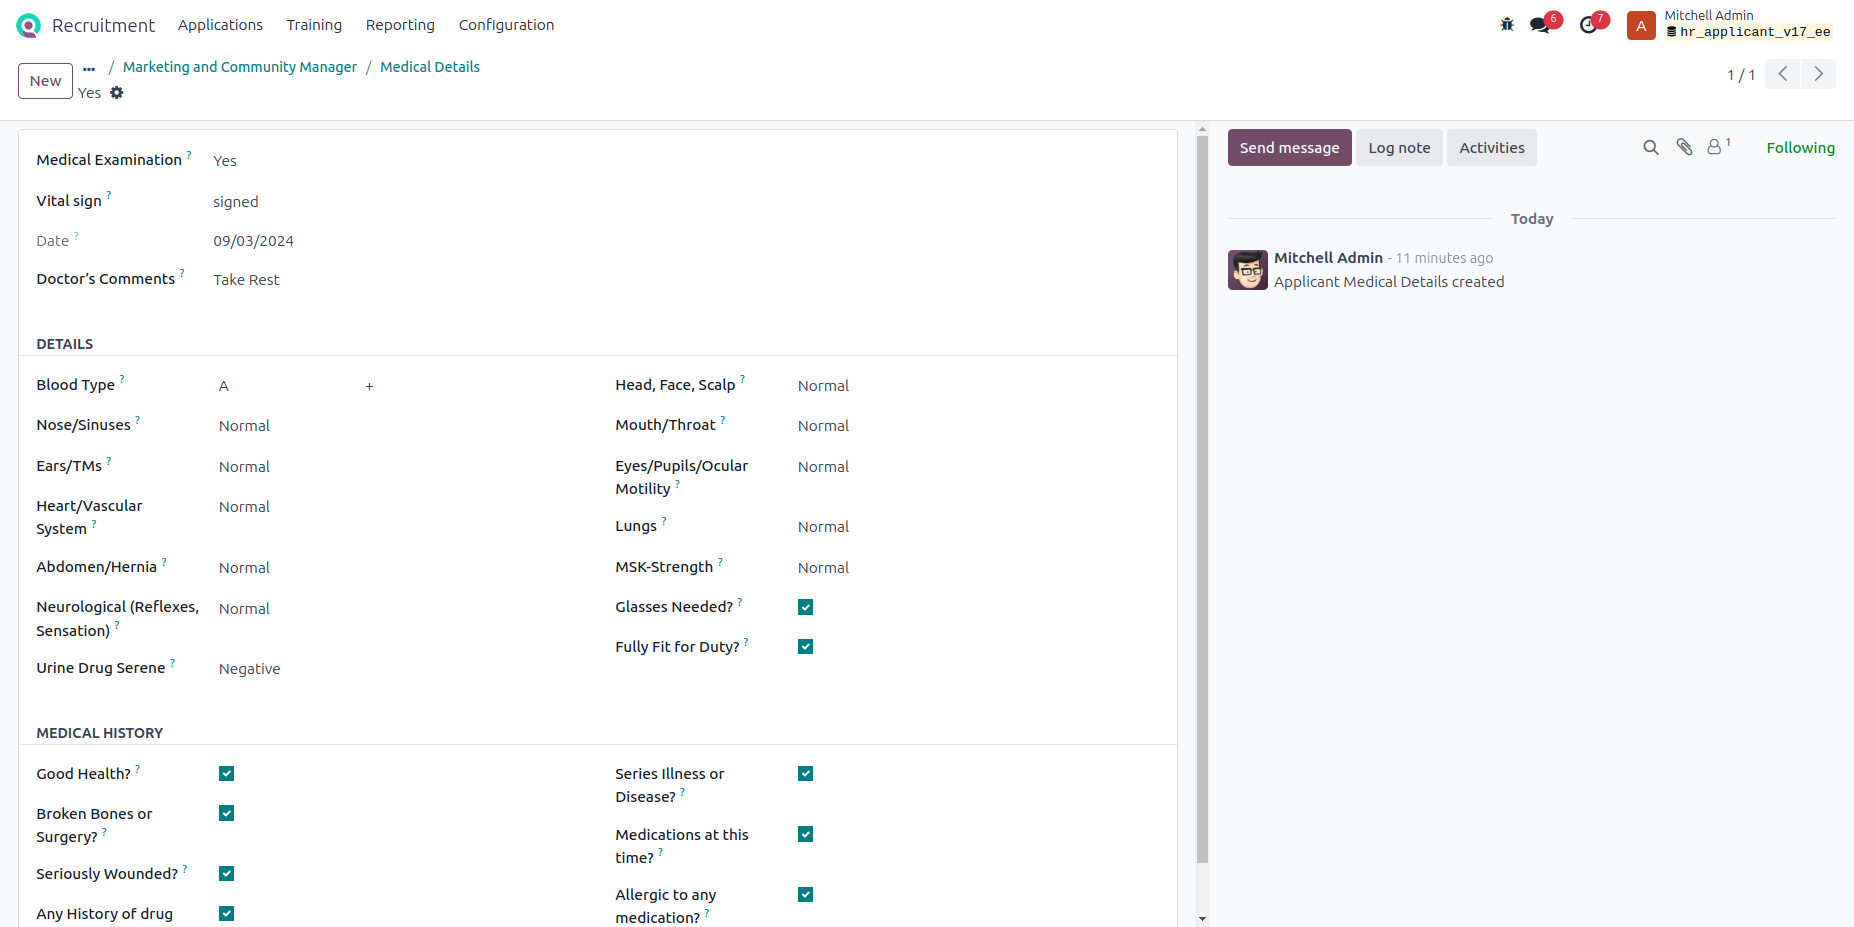 Recruitment Applications Training Reporting Configuration 6 7 A Mitchell Admin
hr_applicant_v17_ee
New ... / Marketing and Community Manager / Medical Details
Yes
1 / 1
Medical Examination ? Yes
Vital sign ? signed
Date ? 09/03/2024
Doctor's Comments ? Take Rest
DETAILS
Blood Type ? A +
Nose/Sinuses ? Normal
Ears/TMs ? Normal
Heart/Vascular
System ? Normal
Abdomen/Hernia ? Normal
Neurological (Reflexes,
Sensation) ? Normal
Urine Drug Serene ? Negative
Head, Face, Scalp ? Normal
Mouth/Throat ? Normal
Eyes/Pupils/Ocular
Motility ? Normal
Lungs ? Normal
MSK-Strength ? Normal
Glasses Needed? ?
Fully Fit for Duty? ?
MEDICAL HISTORY
Good Health? ?
Broken Bones or
Surgery? ?
Seriously Wounded? ?
Any History of drug
Series Illness or
Disease? ?
Medications at this
time? ?
Allergic to any
medication? ?
Send message Log note Activities 1 Following
Today
Mitchell Admin - 11 minutes ago
Applicant Medical Details created